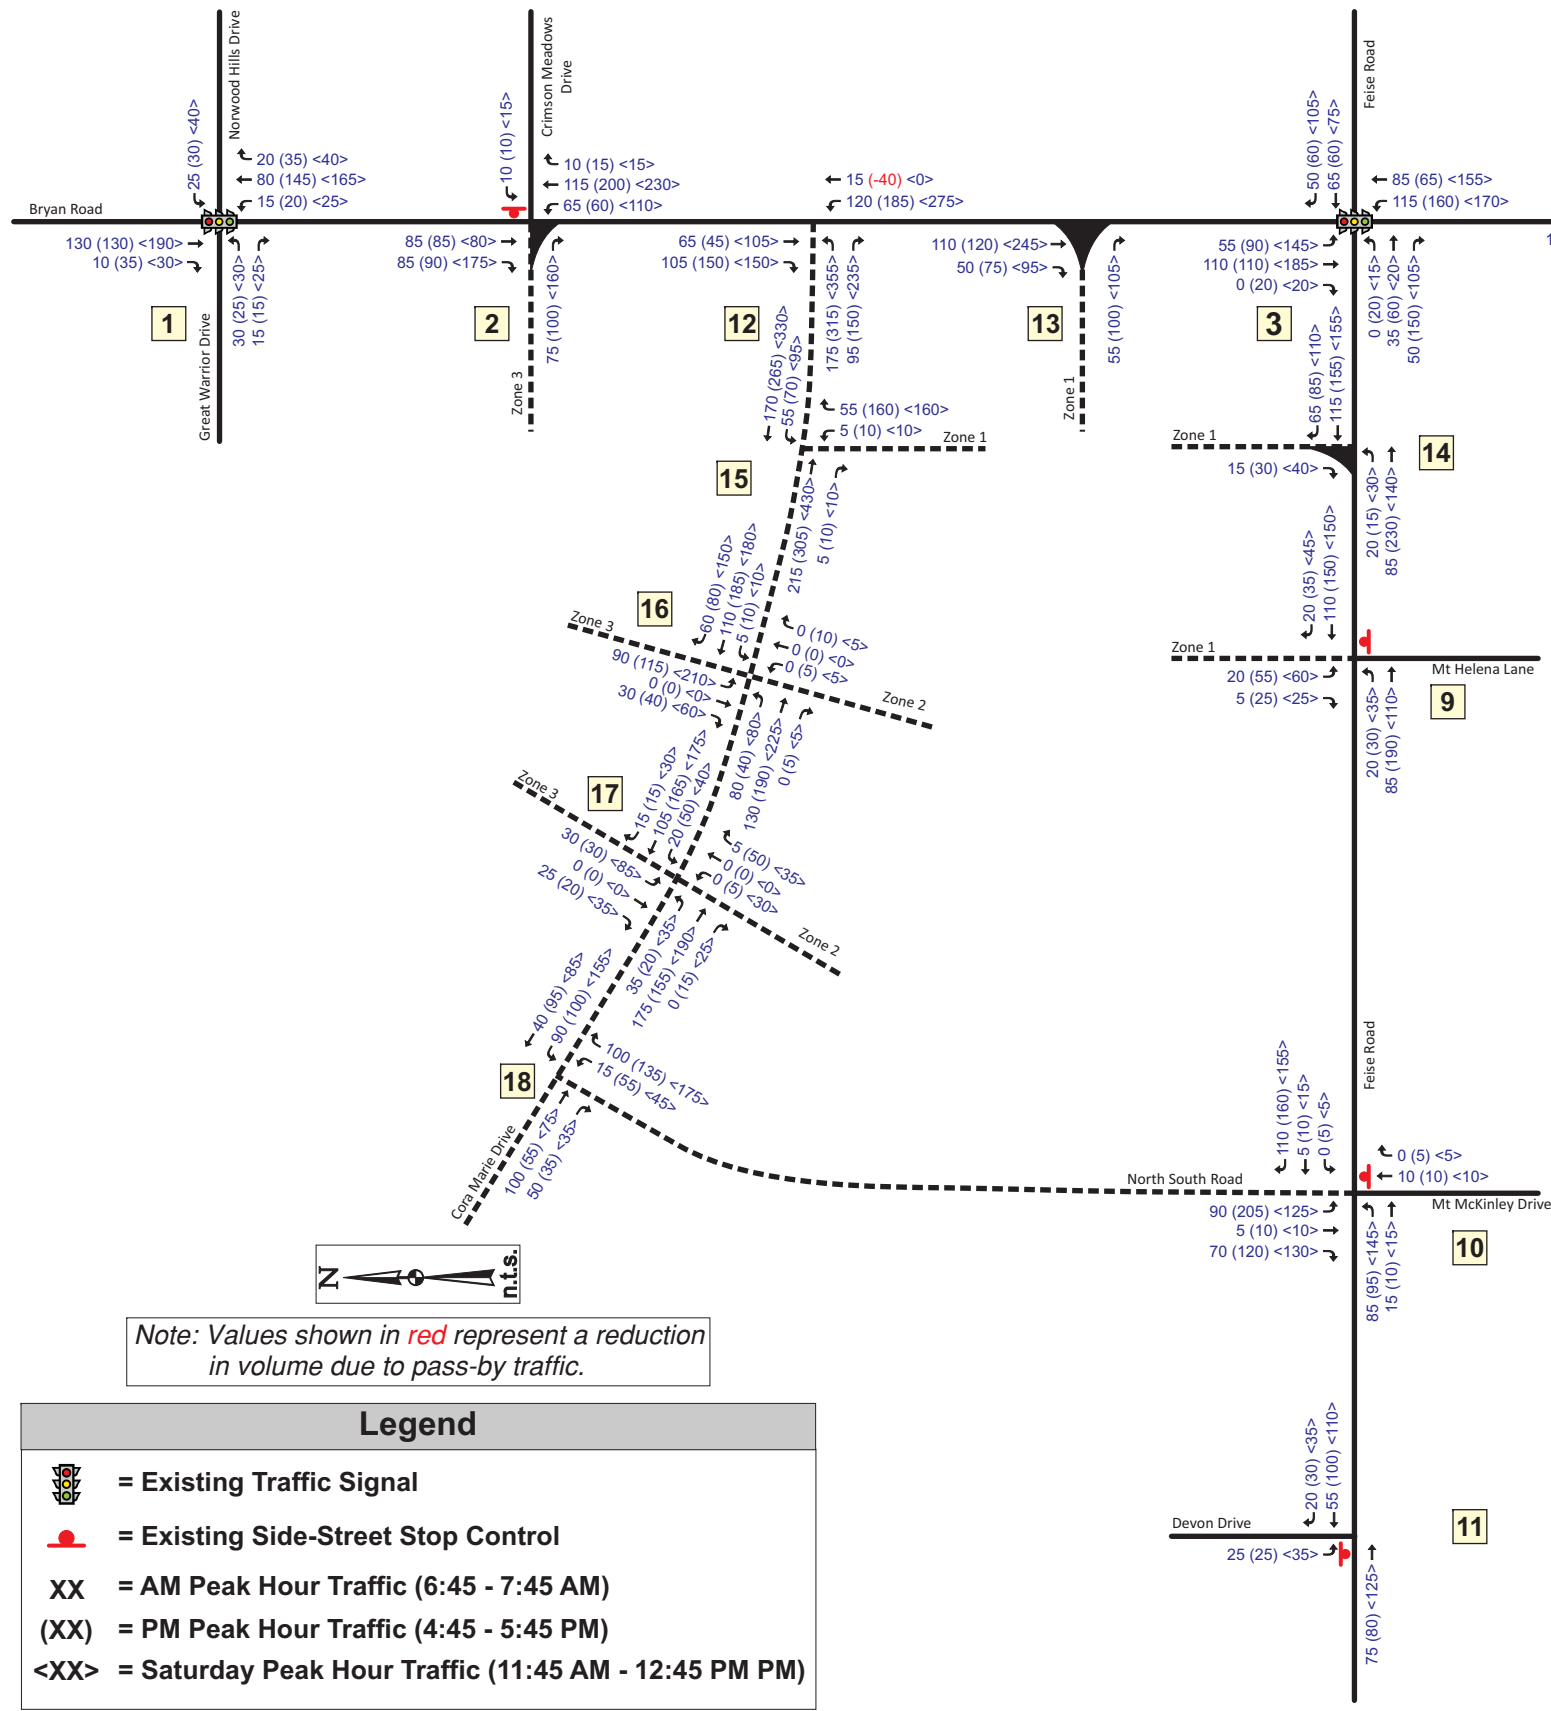 Norwood Hills Drive
25 (30) <40>
20 (35) <40>
80 (145) <165>
15 (20) <25>
Bryan Road
130 (130) <190>
10 (35) <30>
30 (25) <30>
15 (15) <25>
1
Great Warrior Drive
Crimson Meadows
Drive
10 (10) <15>
10 (15) <15>
115 (200) <230>
65 (60) <110>
85 (85) <80>
85 (90) <175>
75 (100) <160>
2
Zone 3
15 (-40) <0>
120 (185) <275>
65 (45) <105>
105 (150) <150>
175 (315) <355>
95 (150) <235>
12
110 (120) <245>
50 (75) <95>
55 (100) <105>
13
Zone 1
Feise Road
50 (60) <105>
65 (60) <75>
85 (65) <155>
115 (160) <170>
1
55 (90) <145>
110 (110) <185>
0 (20) <20>
0 (20) <15>
35 (60) <20>
50 (150) <105>
3
170 (265) <330>
55 (70) <95>
55 (160) <160>
5 (10) <10>
Zone 1
15
215 (305) <430>
5 (10) <10>
65 (85) <110>
115 (155) <155>
Zone 1
15 (30) <40>
14
20 (15) <30>
85 (230) <140>
60 (80) <150>
110 (185) <180>
5 (10) <10>
16
Zone 3
90 (115) <210>
0 (0) <0>
30 (40) <60>
0 (10) <5>
0 (0) <0>
0 (5) <5>
Zone 2
80 (40) <80>
130 (190) <225>
0 (5) <5>
20 (35) <45>
110 (150) <150>
Zone 1
Mt Helena Lane
20 (55) <60>
5 (25) <25>
9
20 (30) <35>
85 (190) <110>
15 (15) <30>
105 (165) <175>
20 (50) <40>
17
Zone 3
30 (30) <85>
0 (0) <0>
25 (20) <35>
5 (50) <35>
0 (0) <0>
0 (5) <30>
Zone 2
35 (20) <35>
175 (155) <190>
0 (15) <25>
40 (95) <85>
90 (100) <155>
18
100 (135) <175>
15 (55) <45>
100 (55) <75>
50 (35) <35>
Cora Marie Drive
Feise Road
110 (160) <155>
5 (10) <15>
0 (5) <5>
0 (5) <5>
10 (10) <10>
North South Road
Mt McKinley Drive
90 (205) <125>
5 (10) <10>
70 (120) <130>
10
85 (95) <145>
15 (10) <15>
N
n.t.s.
Note: Values shown in red represent a reduction
in volume due to pass-by traffic.
20 (30) <35>
55 (100) <110>
Devon Drive
11
25 (25) <35>
75 (80) <125>
Legend
= Existing Traffic Signal
= Existing Side-Street Stop Control
XX = AM Peak Hour Traffic (6:45 - 7:45 AM)
(XX) = PM Peak Hour Traffic (4:45 - 5:45 PM)
<XX> = Saturday Peak Hour Traffic (11:45 AM - 12:45 PM PM)